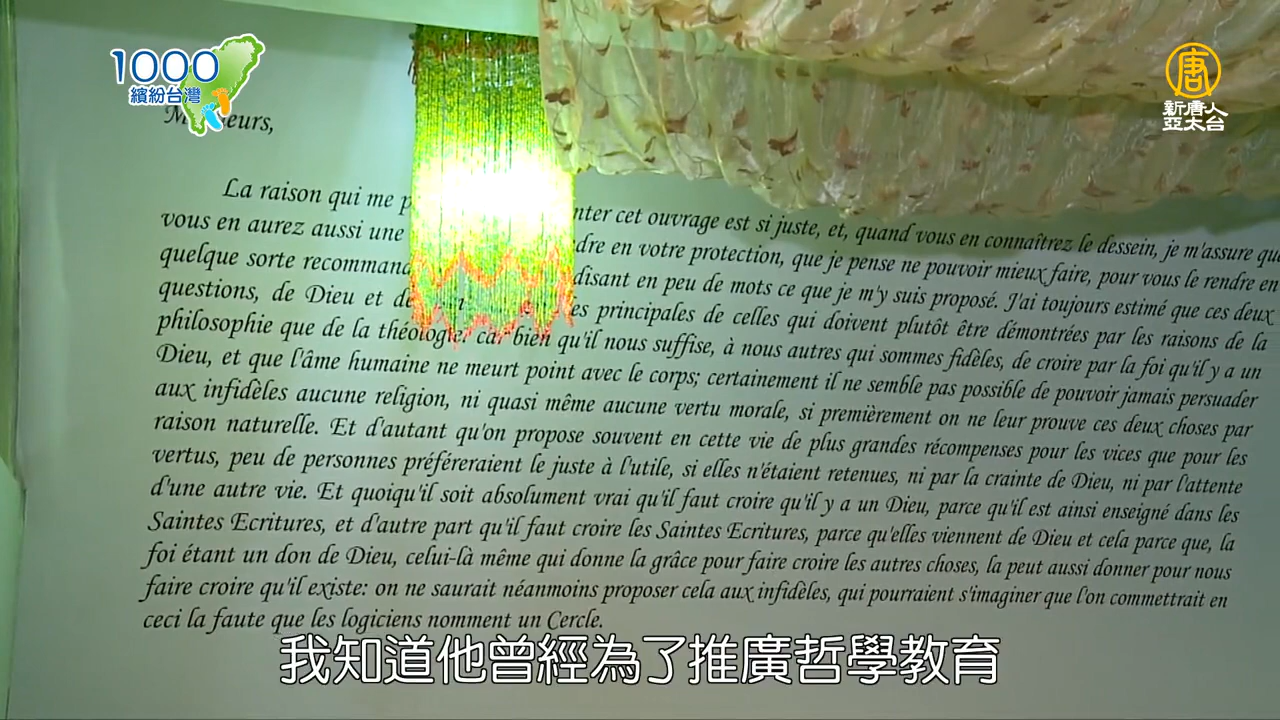 1000
繽紛台灣
唐
新唐人
亞太台
eurs,
La raison qui me nter cet ouvrage est si juste, et, quand vous en connaîtrez le dessein, je m'assure que
vous en aurez aussi une en votre protection, que je pense ne pouvoir mieux faire, pour vous le rendre en
quelque sorte disant en peu de mots ce que je m'y suis proposé. J'ai toujours estimé que ces deux
questions, de Dieu et de principales de celles qui doivent plutôt être démontrées par les raisons de la
philosophie que de la théologie: car bien qu'il nous suffise, à nous autres qui sommes fidèles, de croire par la foi qu'il y a un
Dieu, et que l'âme humaine ne meurt point avec le corps; certainement il ne semble pas possible de pouvoir jamais persuader
aux infidèles aucune religion, ni quasi même aucune vertu morale, si premièrement on ne leur prouve ces deux choses par
raison naturelle. Et d'autant qu'on propose souvent en cette vie de plus grandes récompenses pour les vices que pour les
vertus, peu de personnes préféreraient le juste à l'utile, si elles n'étaient retenues, ni par la crainte de Dieu, ni par l'attente
d'une autre vie. Et quoiqu'il soit absolument vrai qu'il faut croire qu'il y a un Dieu, parce qu'il est ainsi enseigné dans les
Saintes Ecritures, et d'autre part qu'il faut croire les Saintes Ecritures, parce qu'elles viennent de Dieu et cela parce que, la
foi étant un don de Dieu, celui-là même qui donne la grâce pour faire croire les autres choses, la peut aussi donner pour nous
faire croire qu'il existe: on ne saurait néanmoins proposer cela aux infidèles, qui pourraient s'imaginer que l'on commettrait en
ceci la faute que les logiciens nomment un Cercle.
我知道他曾經為了推廣哲學教育